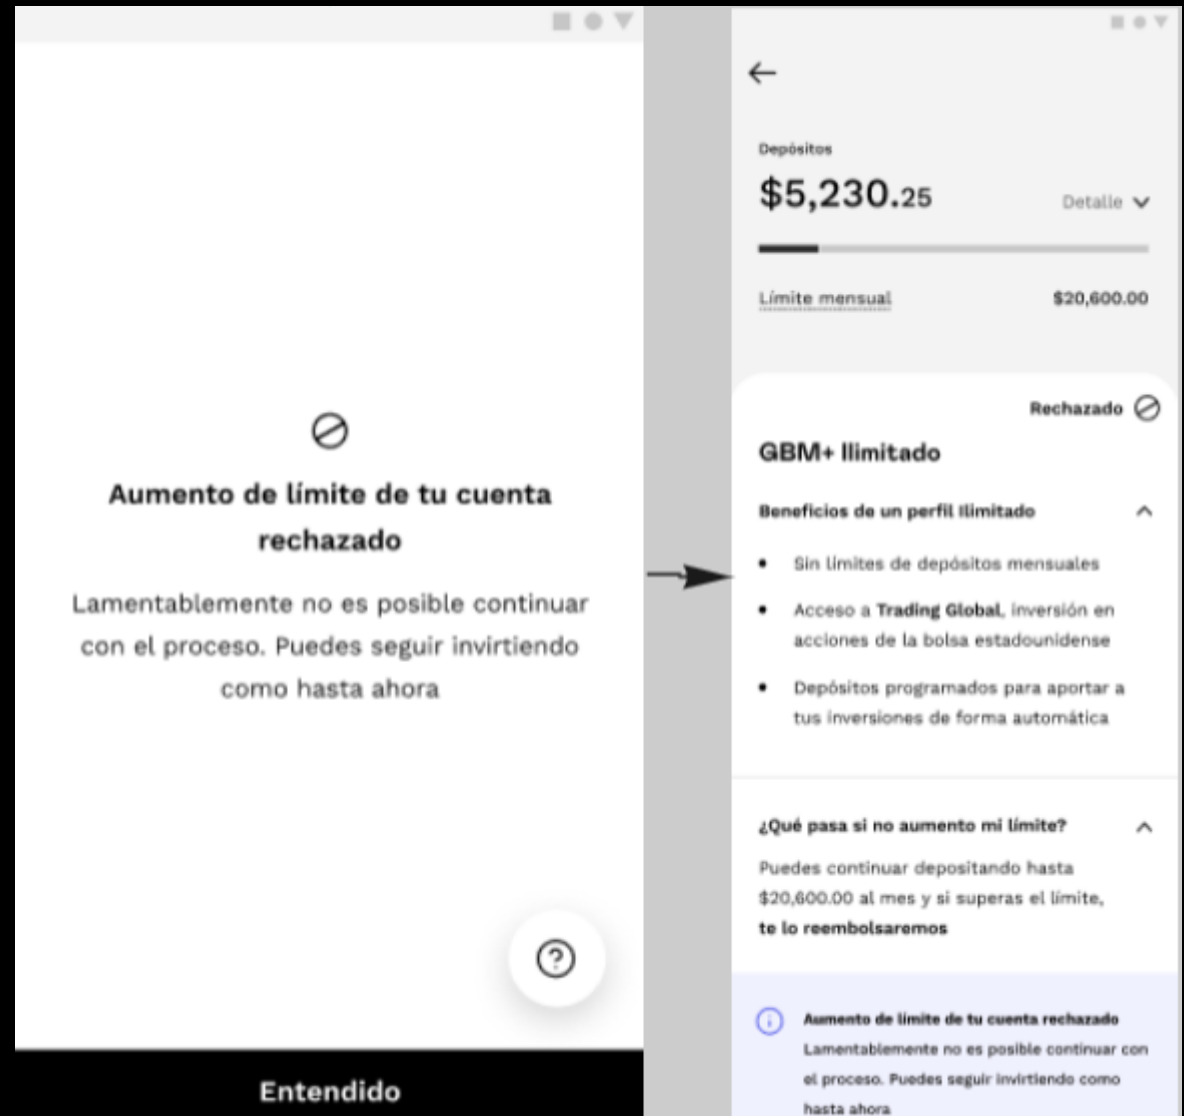 Aumento de límite de tu cuenta
rechazado
Lamentablemente no es posible continuar
con el proceso. Puedes seguir invirtiendo
como hasta ahora
Entendido
Depósitos
$5,230.25
Detalle
Límite mensual
$20,600.00
Rechazado
GBM+ Ilimitado
Beneficios de un perfil Ilimitado
• Sin límites de depósitos mensuales
• Acceso a Trading Global, inversión en
acciones de la bolsa estadounidense
• Depósitos programados para aportar a
tus inversiones de forma automática
¿Qué pasa si no aumento mi límite?
Puedes continuar depositando hasta
$20,600.00 al mes y si superas el límite,
te lo reembolsaremos
Aumento de límite de tu cuenta rechazado
Lamentablemente no es posible continuar con
el proceso. Puedes seguir invirtiendo como
hasta ahora